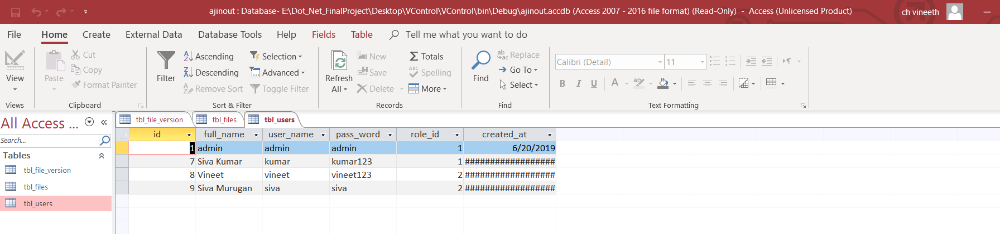 ajinout : Database- E:\Dot_Net_FinalProject\Desktop\VControl\VControl\bin\Debug\ajinout.accdb (Access 2007 - 2016 file format) (Read-Only) - Access (Unlicensed Product)
ch vineeth
File Home Create External Data Database Tools Help Fields Table Tell me what you want to do
View
Views
Paste
Cut
Copy
Format Painter
Clipboard
Filter
Ascending
Descending
Remove Sort
Selection
Advanced
Toggle Filter
Sort & Filter
Refresh
All
New
Save
Delete
Totals
Spelling
More
Records
Find
Replace
Go To
Select
Find
Calibri (Detail) 11
B I U A ab
Text Formatting
All Access ...
Search...
Tables
tbl_file_version
tbl_files
tbl_users
tbl_file_version tbl_files tbl_users
id full_name user_name pass_word role_id created_at
1 admin admin admin 1 6/20/2019
7 Siva Kumar kumar kumar123 1 ##################
8 Vineet vineet vineet123 2 ##################
9 Siva Murugan siva siva 2 ##################